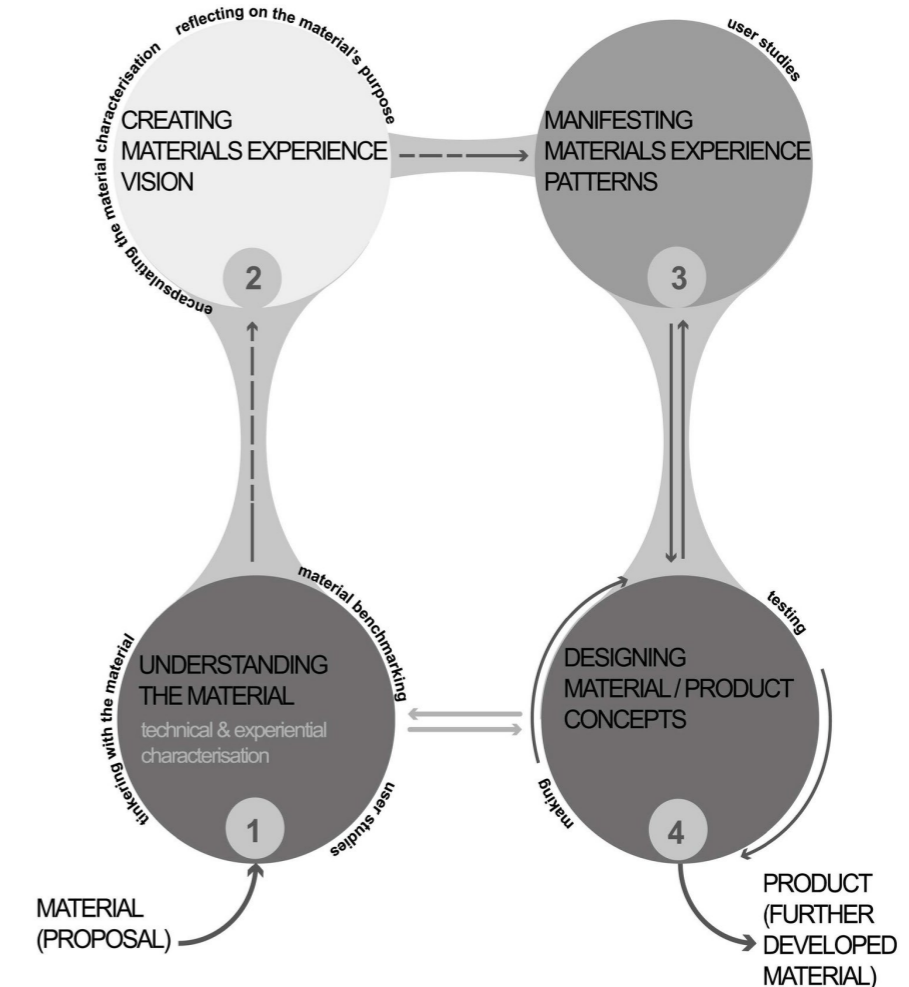 reflecting on the material's purpose
encapsulating the material characterisation
CREATING
MATERIALS EXPERIENCE
VISION
2
user studies
MANIFESTING
MATERIALS EXPERIENCE
PATTERNS
3
material benchmarking
tinkering with the material
user studies
UNDERSTANDING
THE MATERIAL
technical & experiential
characterisation
1
testing
making
DESIGNING
MATERIAL / PRODUCT
CONCEPTS
4
MATERIAL
(PROPOSAL)
PRODUCT
(FURTHER
DEVELOPED
MATERIAL)